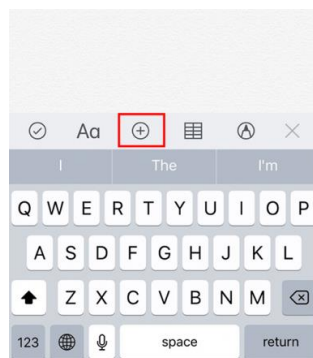 Aa
I The I'm
Q W E R T Y U I O P
A S D F G H J K L
Z X C V B N M
123 space return